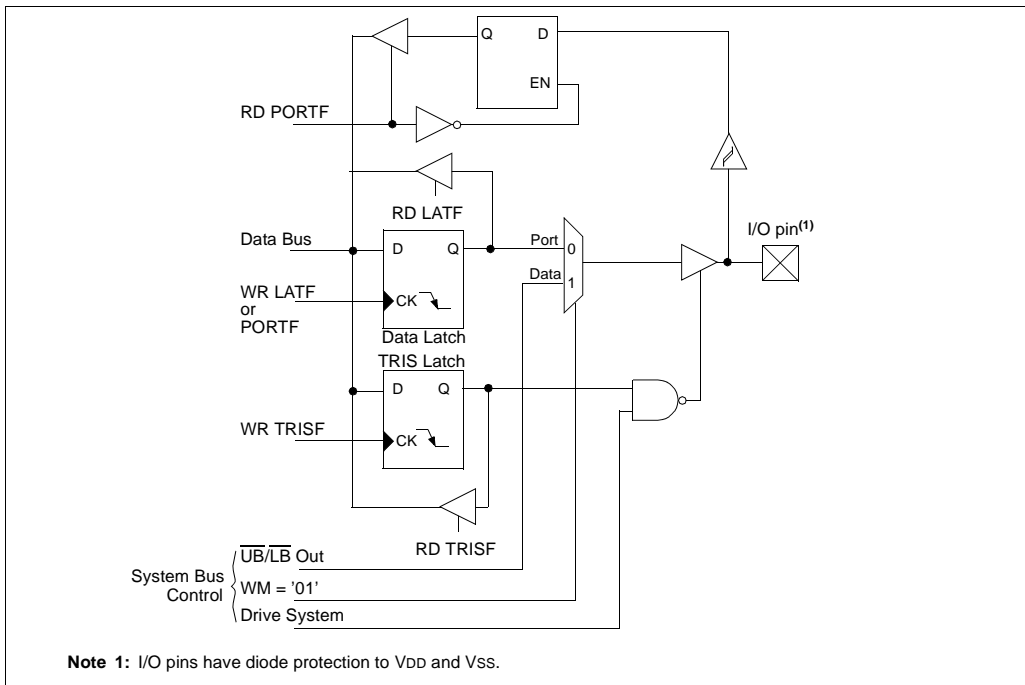 Q D
EN
RD PORTF
RD LATF
I/O pin(1)
Port
Data Bus
D Q
0
Data
1
WR LATF
or
PORTF
CK
Data Latch
TRIS Latch
D Q
WR TRISF
CK
RD TRISF
U̅B̅/L̅B̅ Out
System Bus
Control
WM = '01'
Drive System
Note 1: I/O pins have diode protection to VDD and VSS.